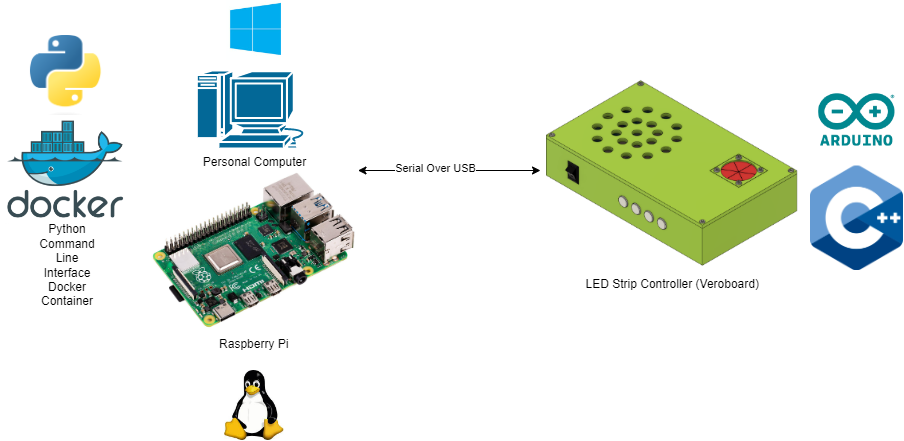 docker
Python
Command
Line
Interface
Docker
Container
Personal Computer
Serial Over USB
Raspberry Pi
HDMI
LED Strip Controller (Veroboard)
ARDUINO
C++